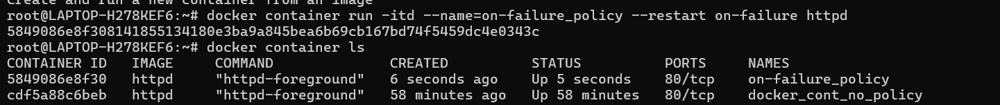 Create and run a new container from an image
root@LAPTOP-H278KEF6:~# docker container run -itd --name=on-failure_policy --restart on-failure httpd
5849086e8f308141855134180e3ba9a845bea6b69cb167bd74f5459dc4e0343c
root@LAPTOP-H278KEF6:~# docker container ls
CONTAINER ID   IMAGE     COMMAND              CREATED          STATUS          PORTS     NAMES
5849086e8f30   httpd     "httpd-foreground"   6 seconds ago    Up 5 seconds    80/tcp    on-failure_policy
cdf5a88c6beb   httpd     "httpd-foreground"   58 minutes ago   Up 58 minutes   80/tcp    docker_cont_no_policy